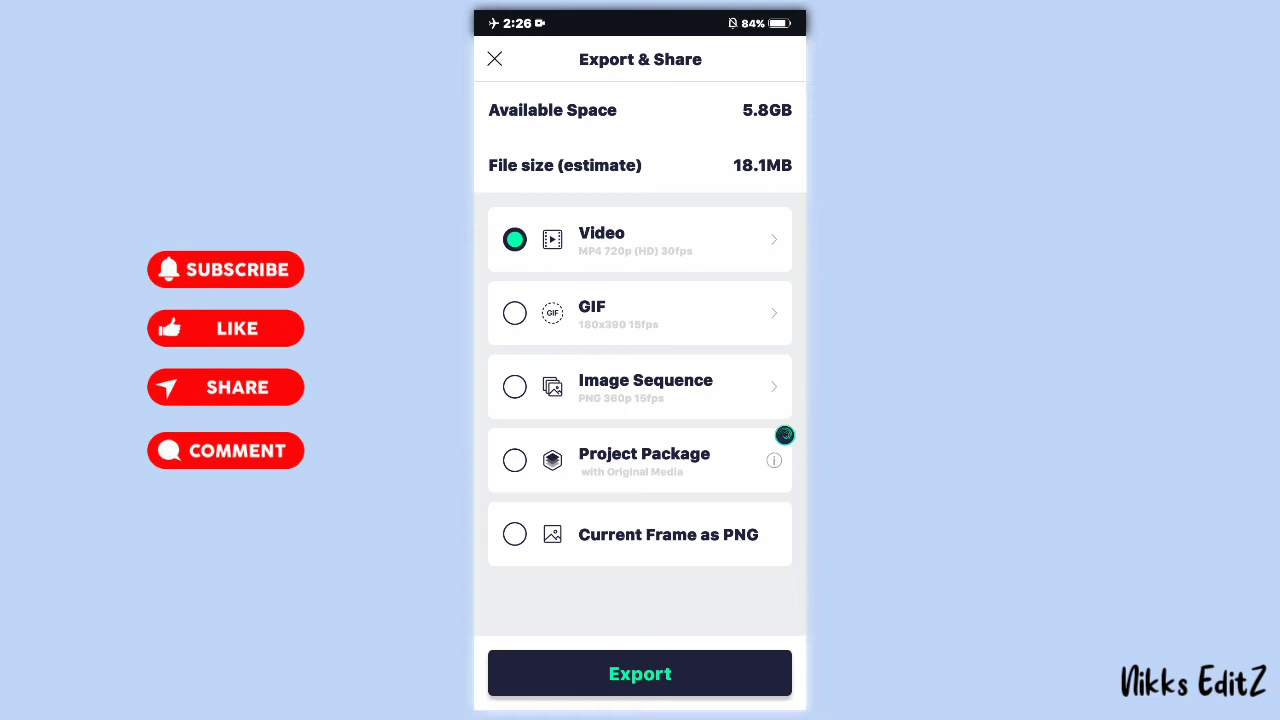 2:26
84%
Export & Share
Available Space 5.8GB
File size (estimate) 18.1MB
Video
MP4 720p (HD) 30fps
GIF
GIF
180x390 15fps
Image Sequence
PNG 360p 15fps
Project Package
with Original Media
Current Frame as PNG
Export
SUBSCRIBE
LIKE
SHARE
COMMENT
Nikks EditZ